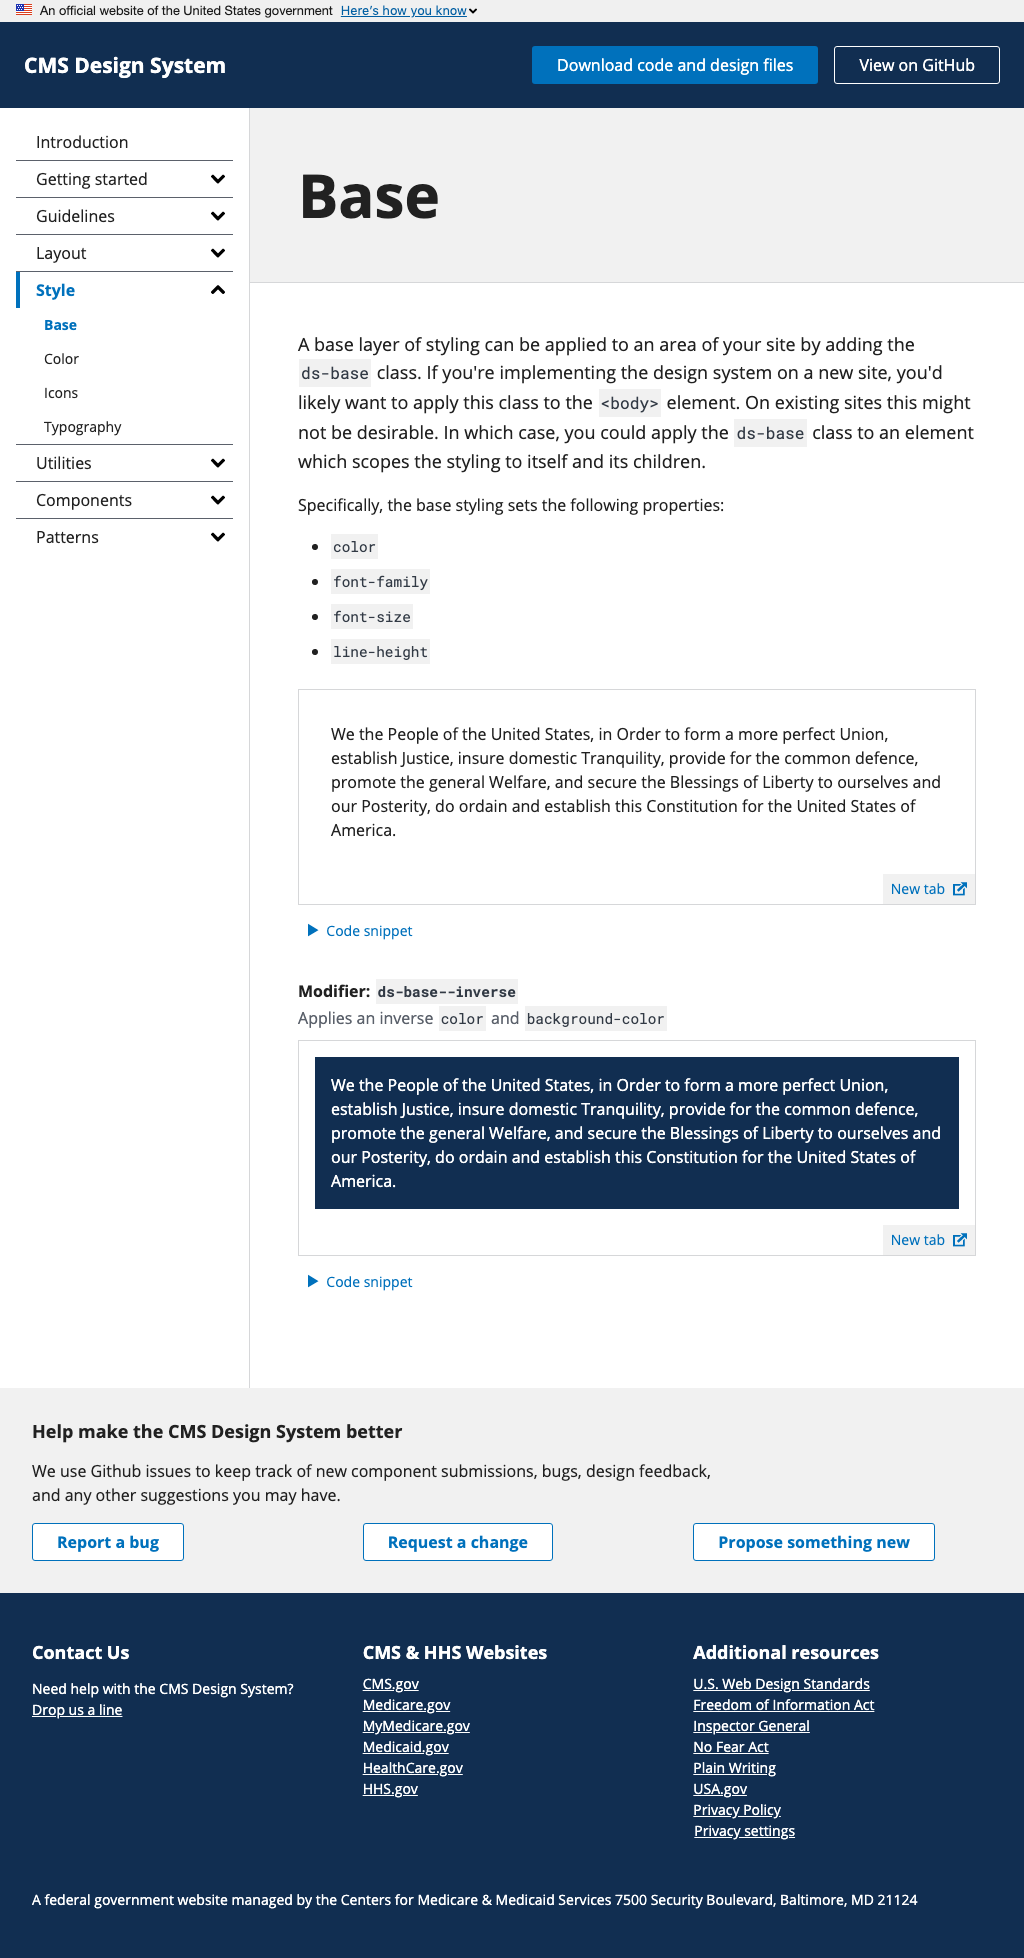 An official website of the United States government Here's how you know
CMS Design System
Download code and design files
View on GitHub
Introduction
Getting started
Guidelines
Layout
Style
Base
Color
Icons
Typography
Utilities
Components
Patterns
Base
A base layer of styling can be applied to an area of your site by adding the
ds-base class. If you're implementing the design system on a new site, you'd
likely want to apply this class to the <body> element. On existing sites this might
not be desirable. In which case, you could apply the ds-base class to an element
which scopes the styling to itself and its children.
Specifically, the base styling sets the following properties:
color
font-family
font-size
line-height
We the People of the United States, in Order to form a more perfect Union,
establish Justice, insure domestic Tranquility, provide for the common defence,
promote the general Welfare, and secure the Blessings of Liberty to ourselves and
our Posterity, do ordain and establish this Constitution for the United States of
America.
New tab
Code snippet
Modifier: ds-base--inverse
Applies an inverse color and background-color
We the People of the United States, in Order to form a more perfect Union,
establish Justice, insure domestic Tranquility, provide for the common defence,
promote the general Welfare, and secure the Blessings of Liberty to ourselves and
our Posterity, do ordain and establish this Constitution for the United States of
America.
New tab
Code snippet
Help make the CMS Design System better
We use Github issues to keep track of new component submissions, bugs, design feedback,
and any other suggestions you may have.
Report a bug
Request a change
Propose something new
Contact Us
Need help with the CMS Design System?
Drop us a line
CMS & HHS Websites
CMS.gov
Medicare.gov
MyMedicare.gov
Medicaid.gov
HealthCare.gov
HHS.gov
Additional resources
U.S. Web Design Standards
Freedom of Information Act
Inspector General
No Fear Act
Plain Writing
USA.gov
Privacy Policy
Privacy settings
A federal government website managed by the Centers for Medicare & Medicaid Services 7500 Security Boulevard, Baltimore, MD 21124